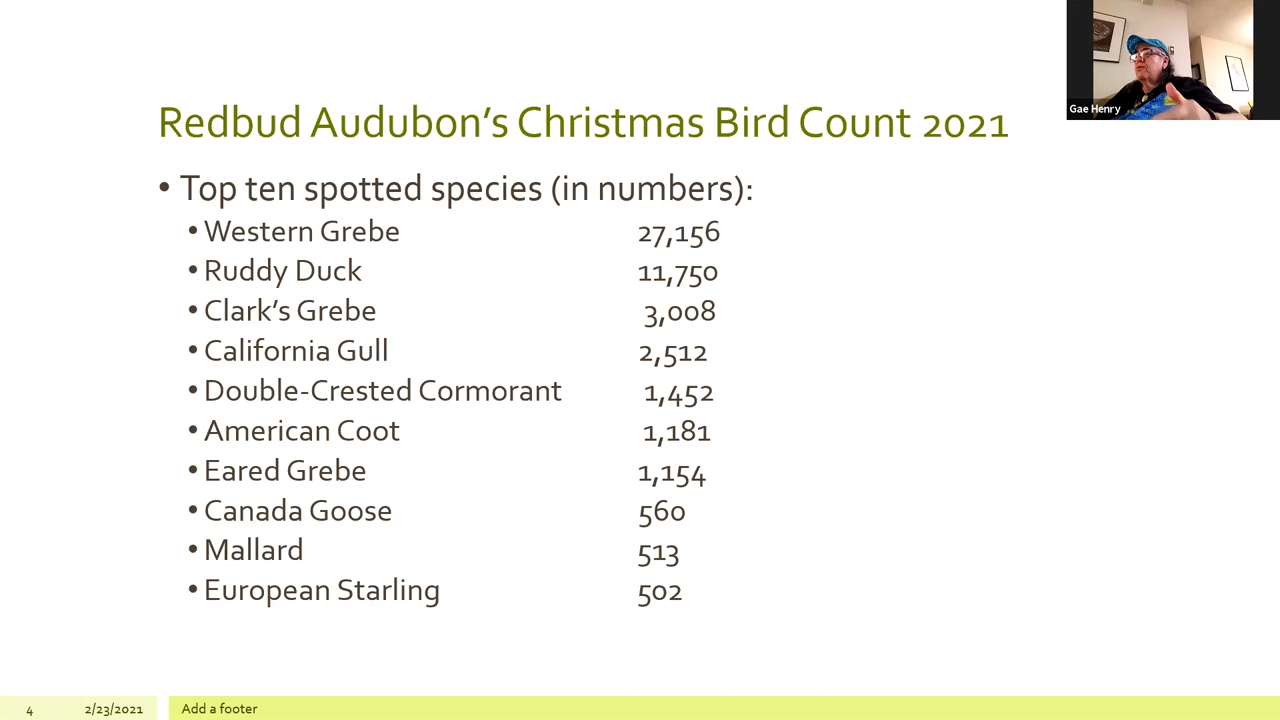 Gae Henry
Redbud Audubon's Christmas Bird Count 2021
• Top ten spotted species (in numbers):
• Western Grebe 27,156
• Ruddy Duck 11,750
• Clark's Grebe 3,008
• California Gull 2,512
• Double-Crested Cormorant 1,452
• American Coot 1,181
• Eared Grebe 1,154
• Canada Goose 560
• Mallard 513
• European Starling 502
4 2/23/2021 Add a footer